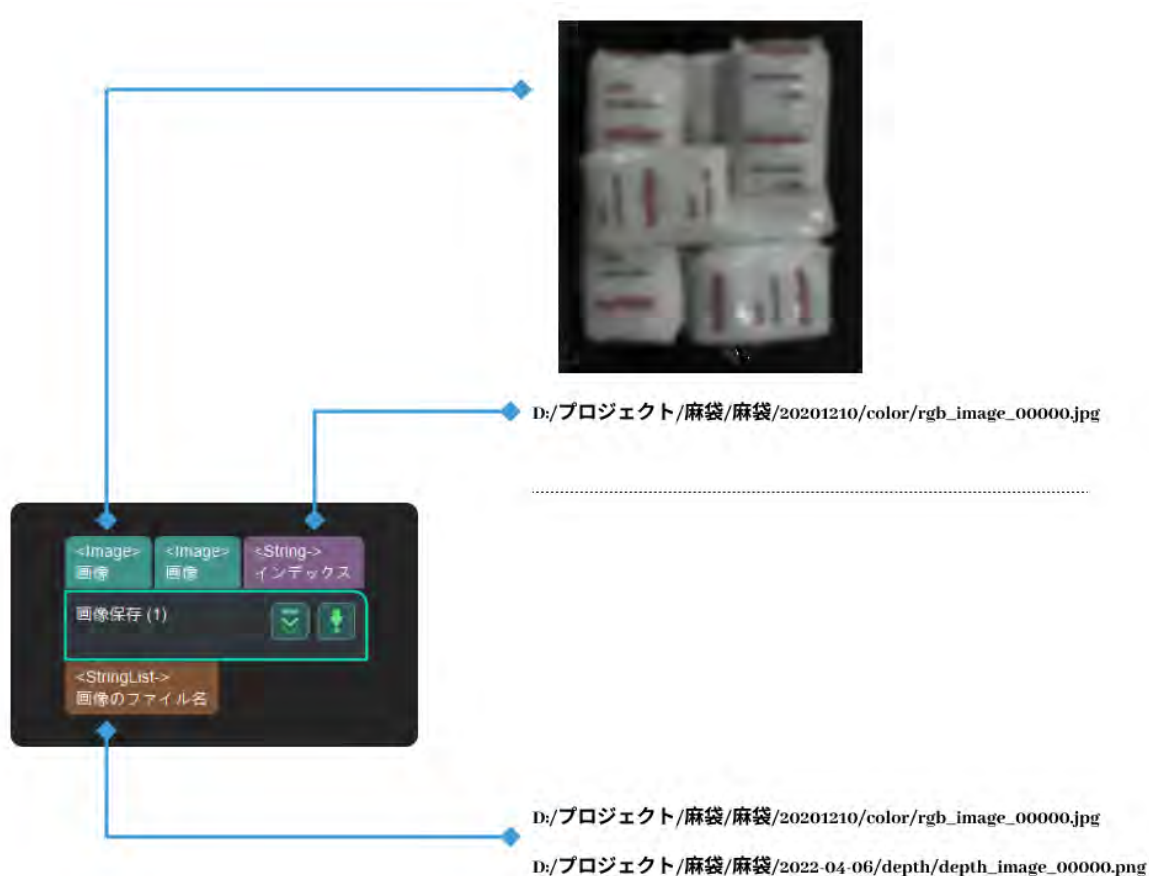 D:/プロジェクト/麻袋/麻袋/20201210/color/rgb_image_00000.jpg
<Image>
画像
<Image>
画像
<String->
インデックス
画像保存 (1)
<StringList->
画像のファイル名
D:/プロジェクト/麻袋/麻袋/20201210/color/rgb_image_00000.jpg
D:/プロジェクト/麻袋/麻袋/2022-04-06/depth/depth_image_00000.png